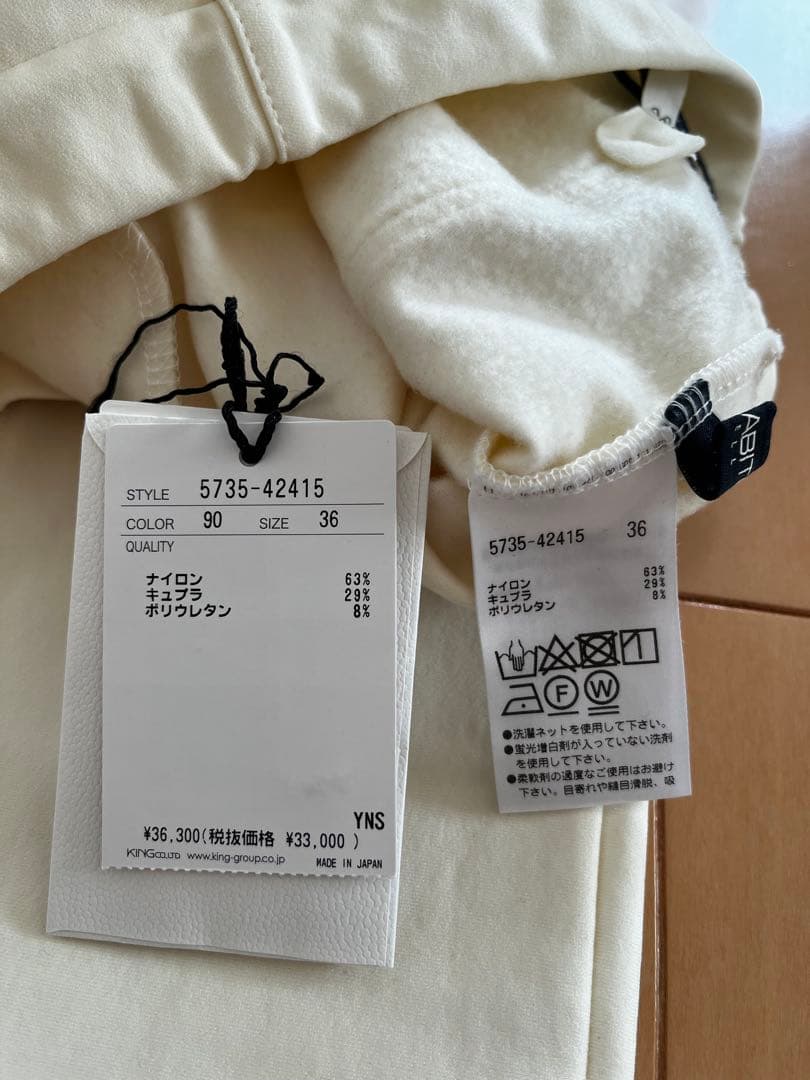 STYLE 5735-42415
COLOR 90 SIZE 36
QUALITY
ナイロン 63%
キュプラ 29%
ポリウレタン 8%
YNS
¥36,300(税抜価格 ¥33,000 )
KING CO.,LTD www.king-group.co.jp MADE IN JAPAN
ABIT
5735-42415 36
ナイロン 63%
キュプラ 29%
ポリウレタン 8%
F W
●洗濯ネットを使用して下さい。
●蛍光増白剤が入っていない洗剤
を使用して下さい。
●柔軟剤の過度なご使用はお避け
下さい。目寄れや縫目滑脱、吸